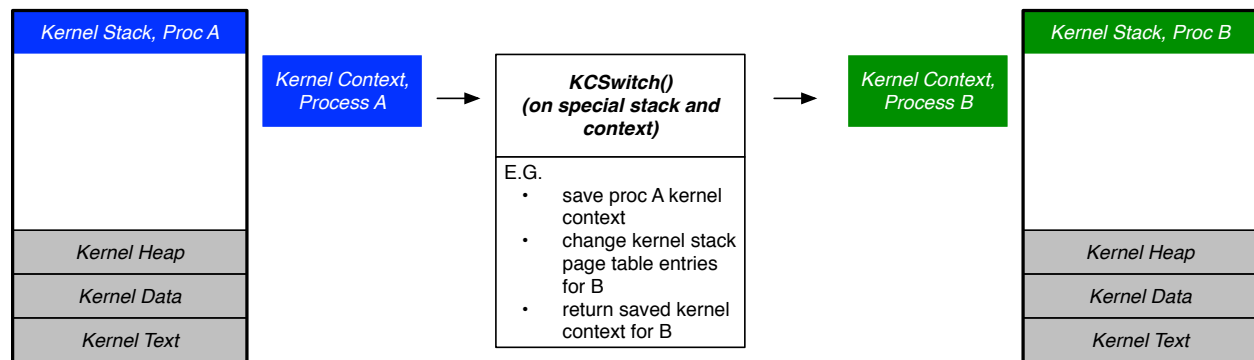 Kernel Stack, Proc A
Kernel Heap
Kernel Data
Kernel Text
Kernel Context,
Process A
KCSwitch()
(on special stack and
context)
E.G.
• save proc A kernel
context
• change kernel stack
page table entries
for B
• return saved kernel
context for B
Kernel Context,
Process B
Kernel Stack, Proc B
Kernel Heap
Kernel Data
Kernel Text